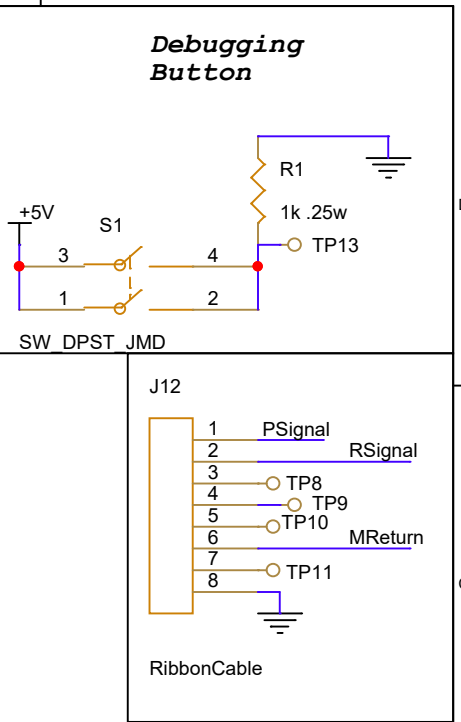 Debugging
Button
R1
1k .25w
+5V
S1
TP13
3
4
1
2
SW_DPST_JMD
J12
1
PSignal
2
RSignal
3
TP8
4
TP9
5
TP10
6
MReturn
7
TP11
8
RibbonCable